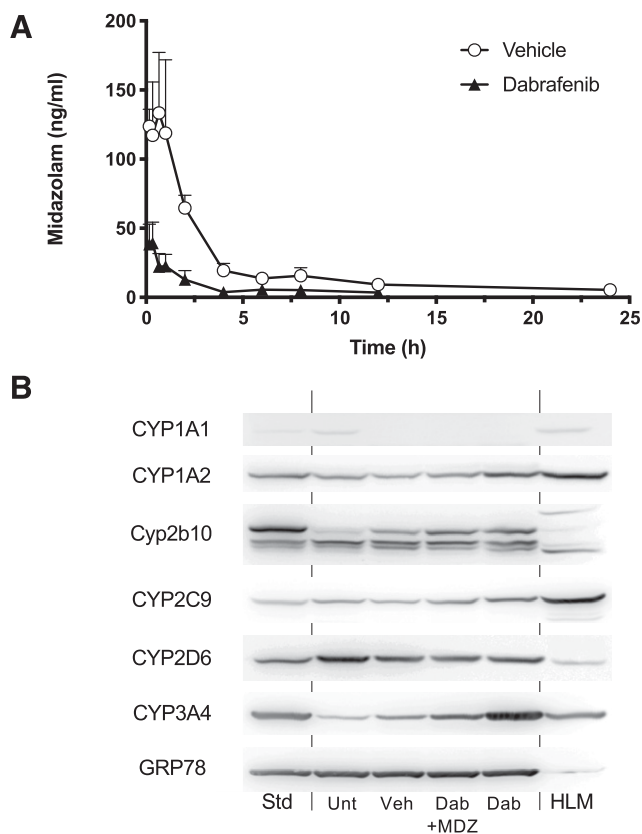 A
200
150
100
50
0
Midazolam (ng/ml)
Vehicle
Dabrafenib
0 5 10 15 20 25
Time (h)
B
CYP1A1
CYP1A2
Cyp2b10
CYP2C9
CYP2D6
CYP3A4
GRP78
Std Unt Veh Dab Dab HLM
+MDZ